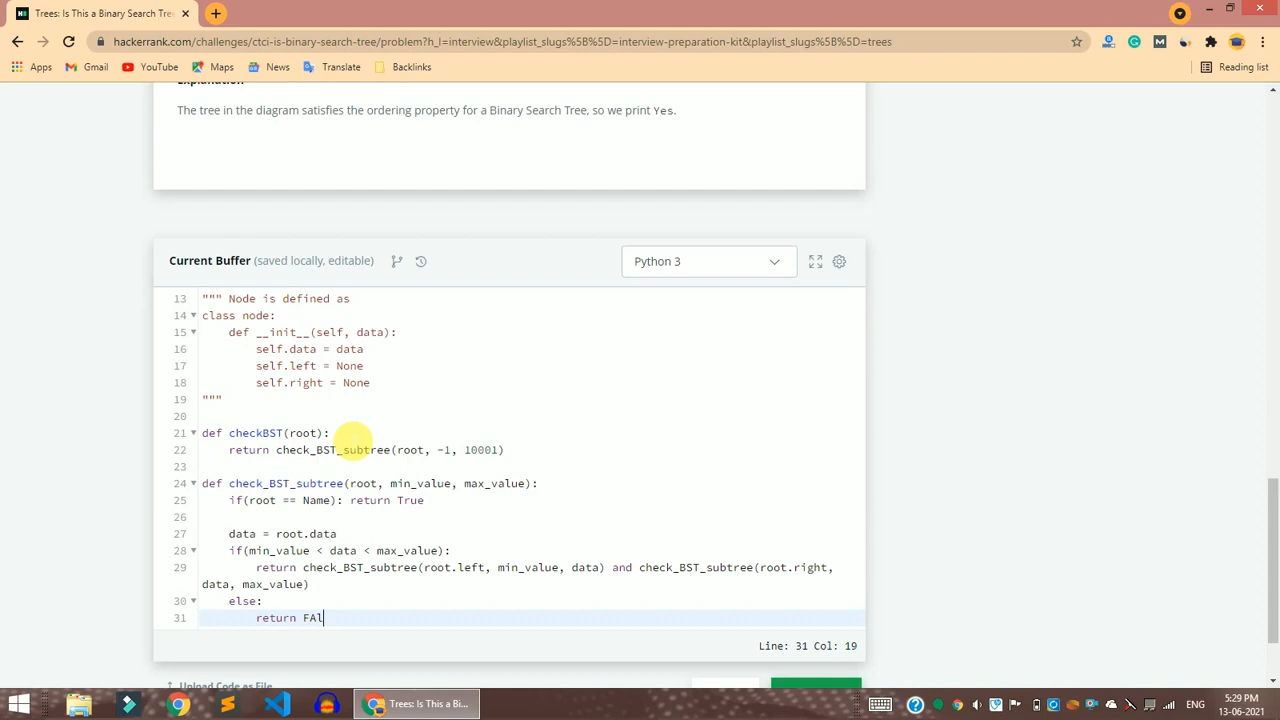 Trees: Is This a Binary Search Tree
hackerrank.com/challenges/ctci-is-binary-search-tree/problem?h_l=interview&playlist_slugs%5B%5D=interview-preparation-kit&playlist_slugs%5B%5D=trees
Apps Gmail YouTube Maps News Translate Backlinks Reading list
Explanation
The tree in the diagram satisfies the ordering property for a Binary Search Tree, so we print Yes.
Current Buffer (saved locally, editable) Python 3
13 """ Node is defined as
14 class node:
15 def __init__(self, data):
16 self.data = data
17 self.left = None
18 self.right = None
19 """
20
21 def checkBST(root):
22 return check_BST_subtree(root, -1, 10001)
23
24 def check_BST_subtree(root, min_value, max_value):
25 if(root == Name): return True
26
27 data = root.data
28 if(min_value < data < max_value):
29 return check_BST_subtree(root.left, min_value, data) and check_BST_subtree(root.right,
data, max_value)
30 else:
31 return FAl
Line: 31 Col: 19
Upload Code as File
Trees: Is This a Bi...
5:29 PM
13-06-2021